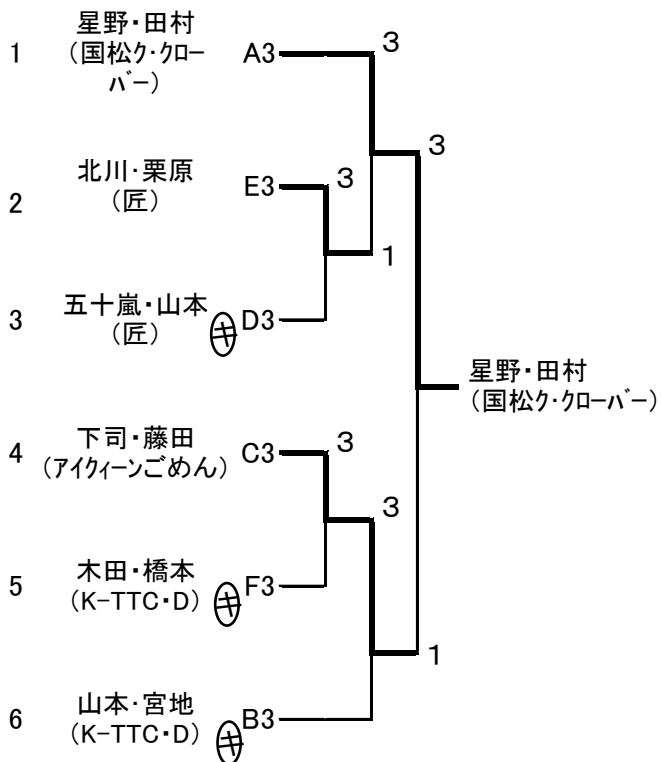 1
星野・田村
（国松ク・クローバー）
A3
3
3
2
北川・栗原
（匠）
E3
3
1
3
五十嵐・山本
（匠）
㋖
D3
星野・田村
（国松ク・クローバー）
4
下司・藤田
（アイクィーンごめん）
C3
3
3
5
木田・橋本
（K-TTC・D）
㋖
F3
1
6
山本・宮地
（K-TTC・D）
㋖
B3